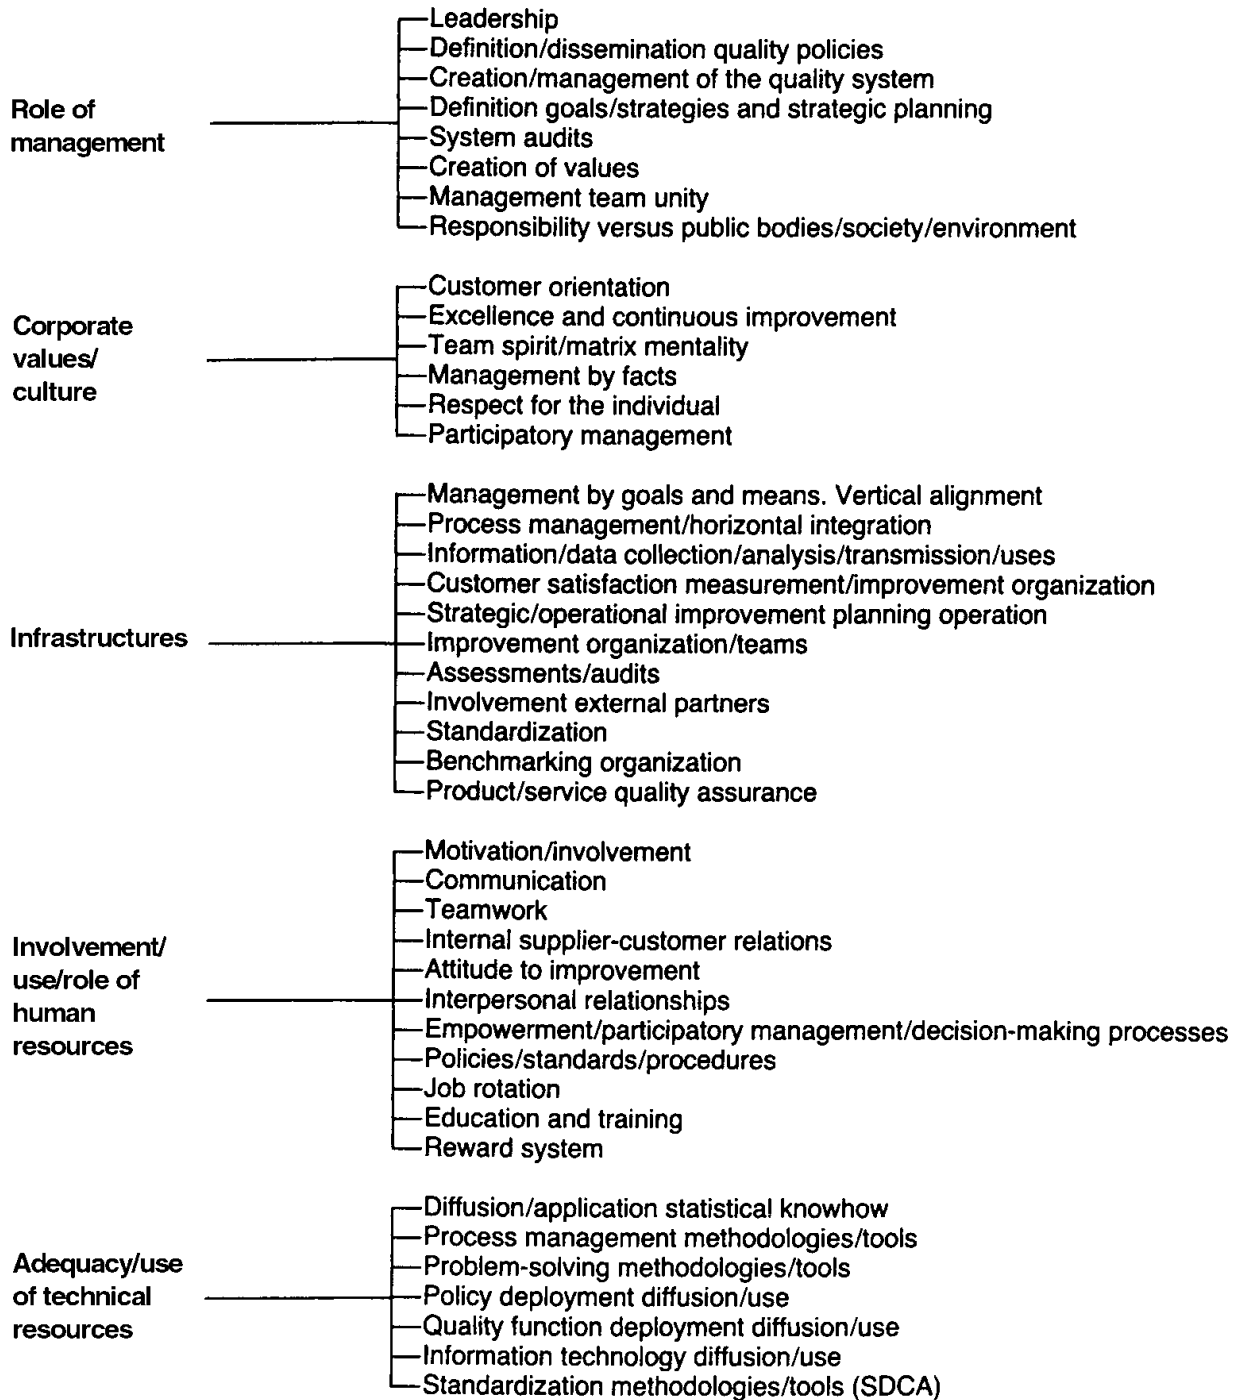 Role of
management
Leadership
Definition/dissemination quality policies
Creation/management of the quality system
Definition goals/strategies and strategic planning
System audits
Creation of values
Management team unity
Responsibility versus public bodies/society/environment
Corporate
values/
culture
Customer orientation
Excellence and continuous improvement
Team spirit/matrix mentality
Management by facts
Respect for the individual
Participatory management
Infrastructures
Management by goals and means. Vertical alignment
Process management/horizontal integration
Information/data collection/analysis/transmission/uses
Customer satisfaction measurement/improvement organization
Strategic/operational improvement planning operation
Improvement organization/teams
Assessments/audits
Involvement external partners
Standardization
Benchmarking organization
Product/service quality assurance
Involvement/
use/role of
human
resources
Motivation/involvement
Communication
Teamwork
Internal supplier-customer relations
Attitude to improvement
Interpersonal relationships
Empowerment/participatory management/decision-making processes
Policies/standards/procedures
Job rotation
Education and training
Reward system
Adequacy/use
of technical
resources
Diffusion/application statistical knowhow
Process management methodologies/tools
Problem-solving methodologies/tools
Policy deployment diffusion/use
Quality function deployment diffusion/use
Information technology diffusion/use
Standardization methodologies/tools (SDCA)